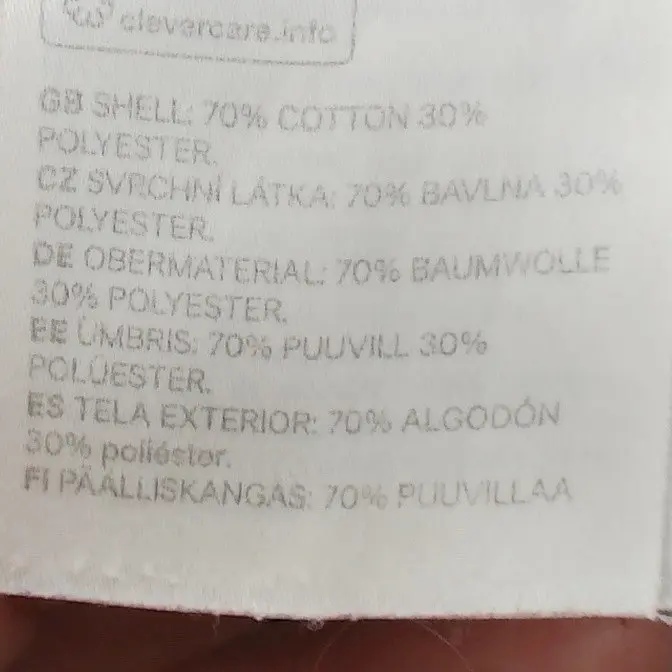 clevercare.info
GB SHELL: 70% COTTON 30%
POLYESTER.
CZ SVRCHNÍ LÁTKA: 70% BAVLNA 30%
POLYESTER.
DE OBERMATERIAL: 70% BAUMWOLLE
30% POLYESTER.
EE ÜMBRIS: 70% PUUVILL 30%
POLÜESTER.
ES TELA EXTERIOR: 70% ALGODÓN
30% poliéster.
FI PÄÄLLISKANGAS: 70% PUUVILLAA